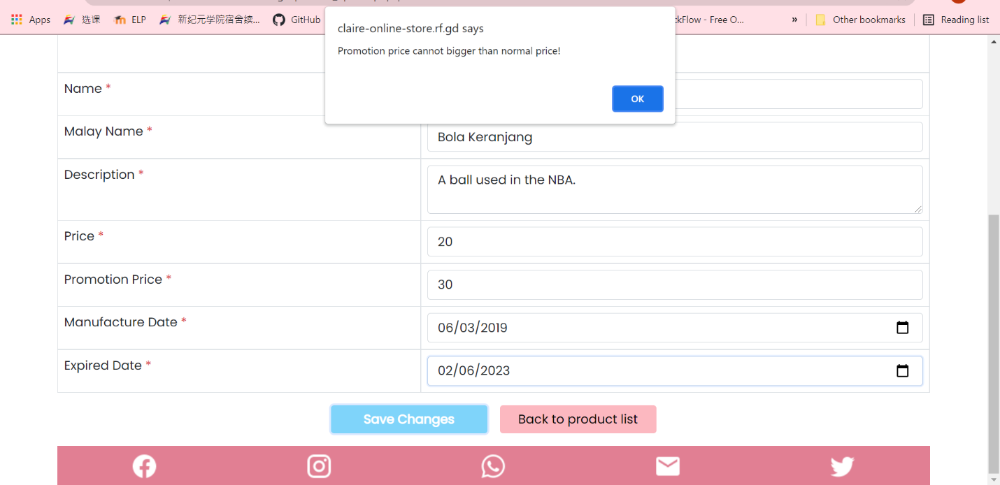 Apps
选课
ELP
新纪元学院宿舍续...
GitHub
ckFlow - Free O...
»
Other bookmarks
Reading list
claire-online-store.rf.gd says
Promotion price cannot bigger than normal price!
OK
Name *
Malay Name *
Bola Keranjang
Description *
A ball used in the NBA.
Price *
20
Promotion Price *
30
Manufacture Date *
06/03/2019
Expired Date *
02/06/2023
Save Changes
Back to product list